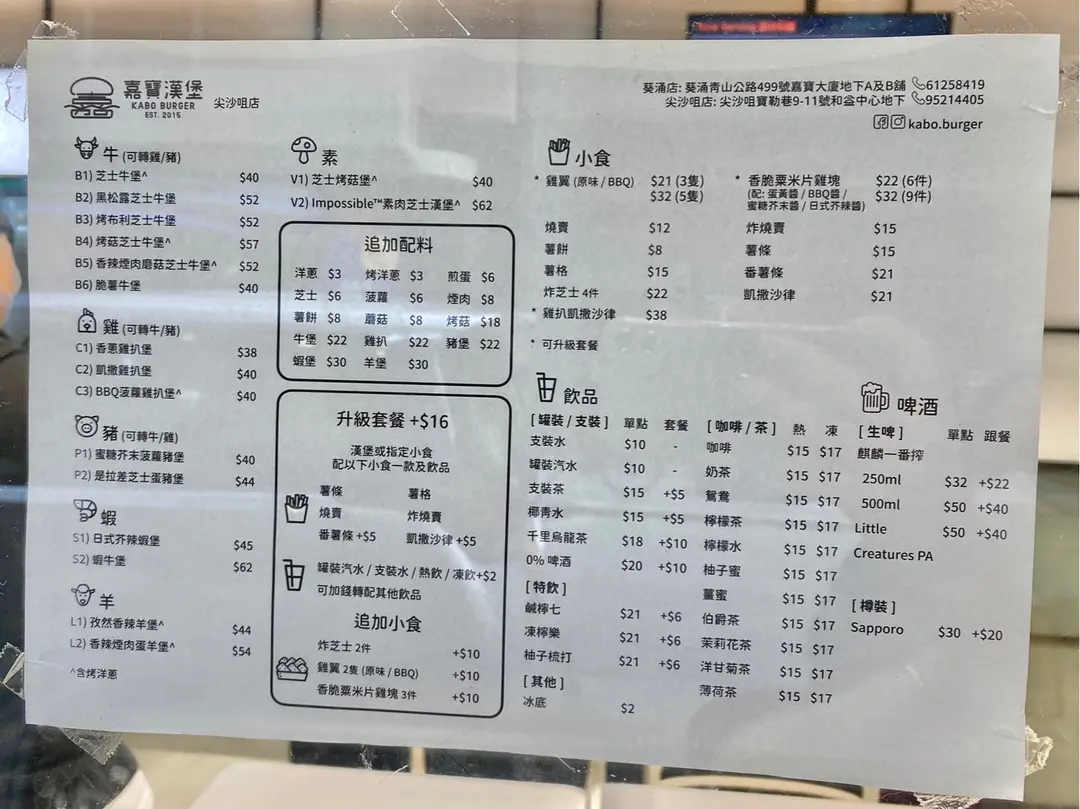 嘉寶漢堡
KABO BURGER
EST. 2015
尖沙咀店
葵涌店: 葵涌青山公路499號嘉寶大廈地下A及B舖 61258419
尖沙咀店: 尖沙咀寶勒巷9-11號和益中心地下 95214405
kabo.burger
牛 (可轉雞/豬)
B1) 芝士牛堡^ $40
B2) 黑松露芝士牛堡 $52
B3) 烤布利芝士牛堡 $52
B4) 烤菇芝士牛堡^ $57
B5) 香辣煙肉磨菇芝士牛堡^ $52
B6) 脆薯牛堡 $40
雞 (可轉牛/豬)
C1) 香蔥雞扒堡 $38
C2) 凱撒雞扒堡 $40
C3) BBQ菠蘿雞扒堡^ $40
豬 (可轉牛/雞)
P1) 蜜糖芥末菠蘿豬堡 $40
P2) 是拉差芝士蛋豬堡 $44
蝦
S1) 日式芥辣蝦堡 $45
S2) 蝦牛堡 $62
羊
L1) 孜然香辣羊堡^ $44
L2) 香辣煙肉蛋羊堡^ $54
^含烤洋蔥
素
V1) 芝士烤菇堡^ $40
V2) Impossible™素肉芝士漢堡^ $62
追加配料
洋蔥 $3 烤洋蔥 $3 煎蛋 $6
芝士 $6 菠蘿 $6 煙肉 $8
薯餅 $8 蘑菇 $8 烤菇 $18
牛堡 $22 雞扒 $22 豬堡 $22
蝦堡 $30 羊堡 $30
升級套餐 +$16
漢堡或指定小食
配以下小食一款及飲品
薯條 薯格
燒賣 炸燒賣
番薯條 +$5 凱撒沙律 +$5
罐裝汽水 / 支裝水 / 熱飲 / 凍飲+$2
可加錢轉配其他飲品
追加小食
炸芝士 2件 +$10
雞翼 2隻 (原味 / BBQ) +$10
香脆粟米片雞塊 3件 +$10
小食
* 雞翼 (原味 / BBQ) $21 (3隻)
$32 (5隻)
燒賣 $12
薯餅 $8
薯格 $15
炸芝士 4件 $22
* 雞扒凱撒沙律 $38
* 可升級套餐
* 香脆粟米片雞塊 $22 (6件)
(配: 蛋黃醬 / BBQ醬 / $32 (9件)
蜜糖芥末醬 / 日式芥辣醬)
炸燒賣 $15
薯條 $15
番薯條 $21
凱撒沙律 $21
飲品
[ 罐裝 / 支裝 ] 單點 套餐
支裝水 $10 -
罐裝汽水 $10 -
支裝茶 $15 +$5
椰青水 $15 +$5
千里烏龍茶 $18 +$10
0% 啤酒 $20 +$10
[ 特飲 ]
鹹檸七 $21 +$6
凍檸樂 $21 +$6
柚子梳打 $21 +$6
[ 其他 ]
冰底 $2
[ 咖啡 / 茶 ] 熱 凍
咖啡 $15 $17
奶茶 $15 $17
鴛鴦 $15 $17
檸檬茶 $15 $17
檸檬水 $15 $17
柚子蜜 $15 $17
薑蜜 $15 $17
伯爵茶 $15 $17
茉莉花茶 $15 $17
洋甘菊茶 $15 $17
薄荷茶 $15 $17
啤酒
[ 生啤 ] 單點 跟餐
麒麟一番搾
250ml $32 +$22
500ml $50 +$40
Little $50 +$40
Creatures PA
[ 樽裝 ]
Sapporo $30 +$20